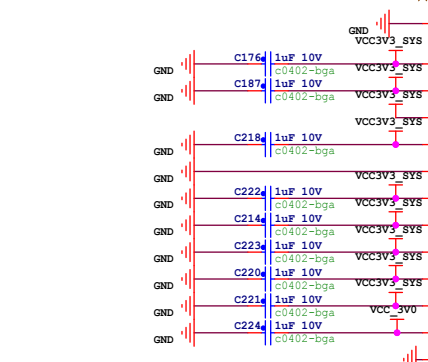 GND
VCC3V3_SYS
C176 1uF 10V VCC3V3_SYS
GND c0402-bga
C187 1uF 10V VCC3V3_SYS
GND c0402-bga
VCC3V3_SYS
C218 1uF 10V
GND c0402-bga
GND
VCC3V3_SYS
C222 1uF 10V
GND c0402-bga VCC3V3_SYS
C214 1uF 10V
GND c0402-bga VCC3V3_SYS
C223 1uF 10V
GND c0402-bga VCC3V3_SYS
C220 1uF 10V
GND c0402-bga VCC3V3_SYS
C221 1uF 10V
GND c0402-bga VCC_3V0
C224 1uF 10V
GND c0402-bga